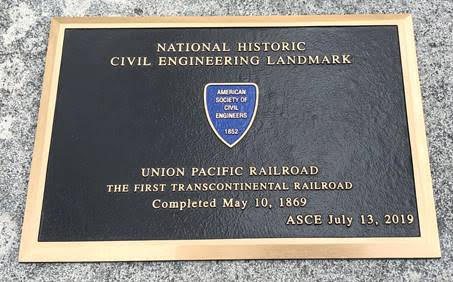 NATIONAL HISTORIC
CIVIL ENGINEERING LANDMARK
AMERICAN
SOCIETY OF
CIVIL
ENGINEERS
1852
UNION PACIFIC RAILROAD
THE FIRST TRANSCONTINENTAL RAILROAD
Completed May 10, 1869
ASCE July 13, 2019